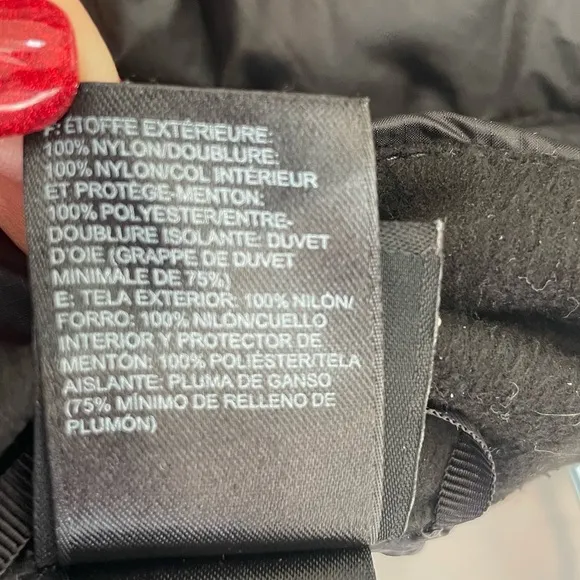 F: ÉTOFFE EXTÉRIEURE:
100% NYLON/DOUBLURE:
100% NYLON/COL INTÉRIEUR
ET PROTÈGE-MENTON:
100% POLYESTER/ENTRE-
DOUBLURE ISOLANTE: DUVET
D'OIE (GRAPPE DE DUVET
MINIMALE DE 75%)
E: TELA EXTERIOR: 100% NILÓN/
FORRO: 100% NILÓN/CUELLO
INTERIOR Y PROTECTOR DE
MENTÓN: 100% POLIÉSTER/TELA
AISLANTE: PLUMA DE GANSO
(75% MÍNIMO DE RELLENO DE
PLUMÓN)